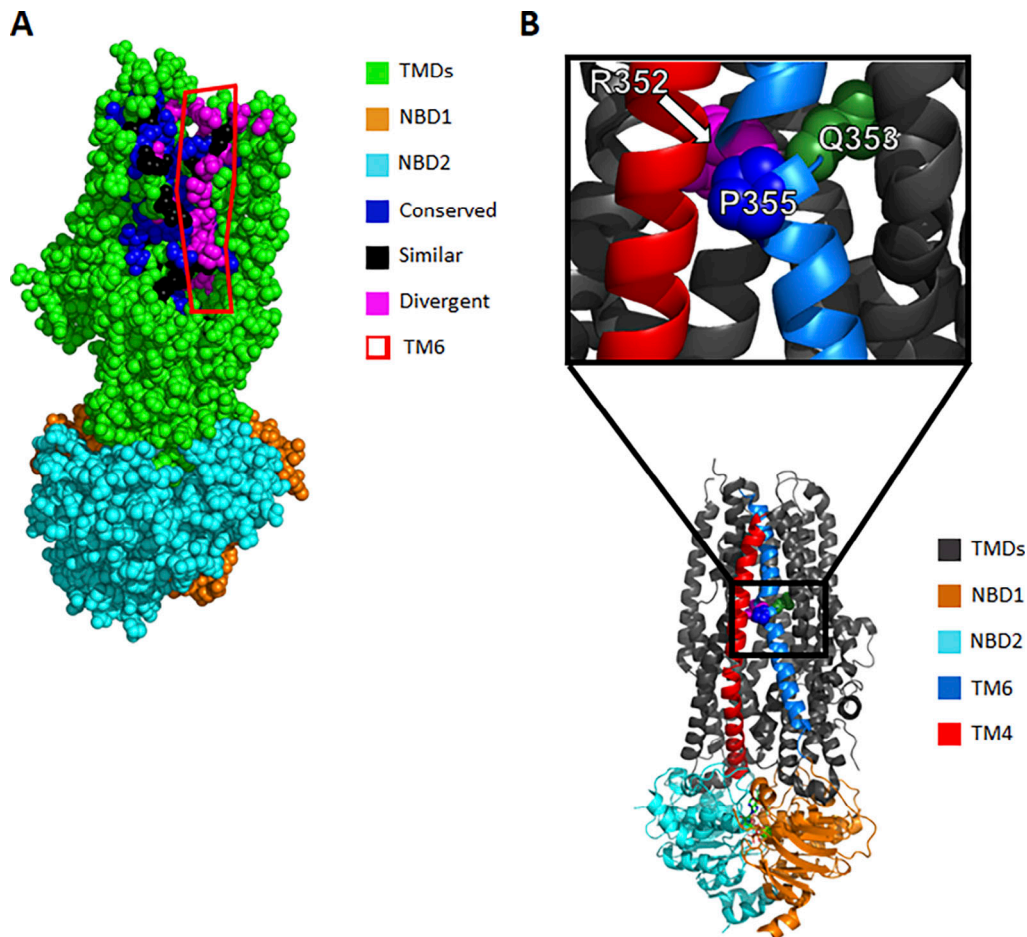 A
TMDs
NBD1
NBD2
Conserved
Similar
Divergent
TM6
B
R352
Q353
P355
TMDs
NBD1
NBD2
TM6
TM4